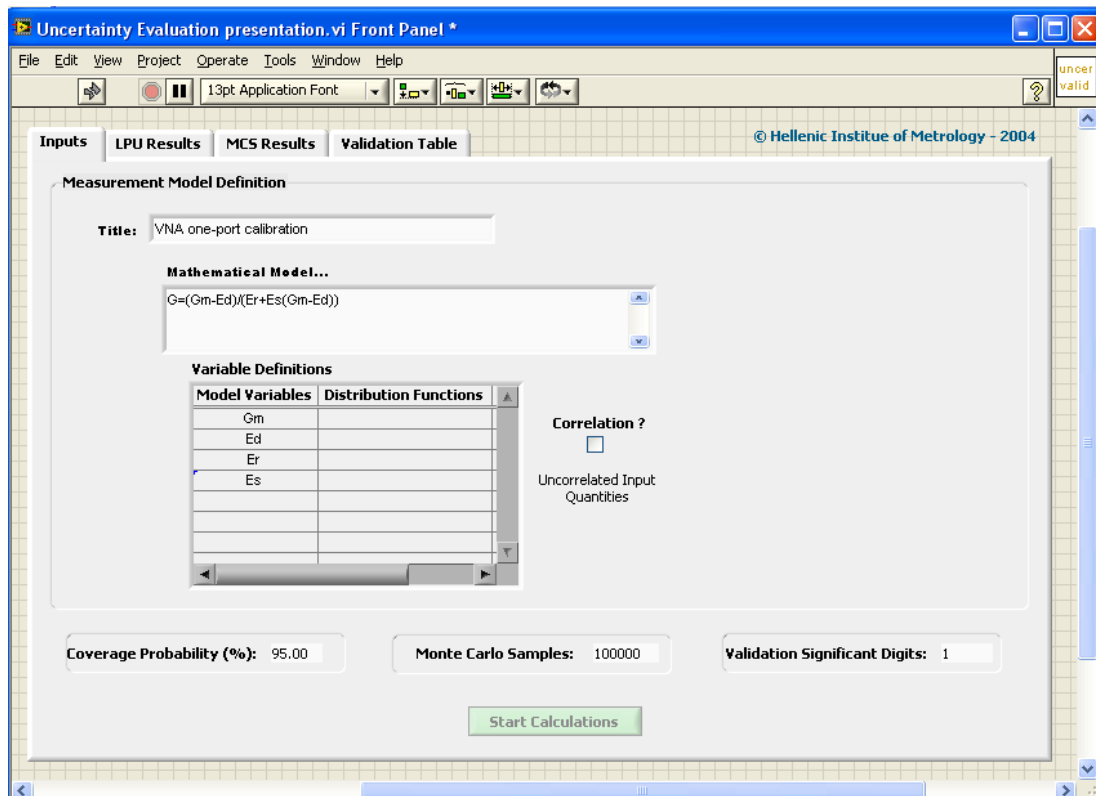 Uncertainty Evaluation presentation.vi Front Panel *
File Edit View Project Operate Tools Window Help
13pt Application Font
?
uncer
valid
Inputs LPU Results MCS Results Validation Table
© Hellenic Institue of Metrology - 2004
Measurement Model Definition
Title: VNA one-port calibration
Mathematical Model...
G=(Gm-Ed)/(Er+Es(Gm-Ed))
Variable Definitions
Model Variables Distribution Functions
Gm
Ed
Er
Es
Correlation ?
Uncorrelated Input
Quantities
Coverage Probability (%): 95.00 Monte Carlo Samples: 100000 Validation Significant Digits: 1
Start Calculations